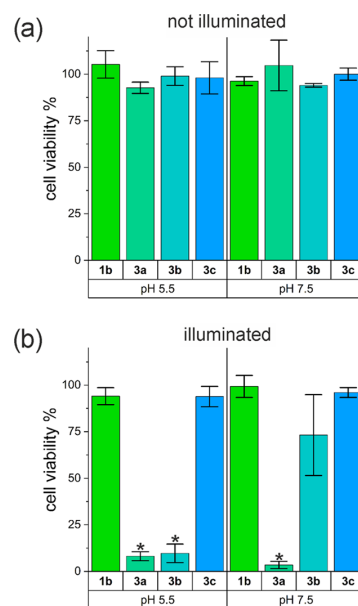 (a)
not illuminated
cell viability %
100
75
50
25
0
1b 3a 3b 3c 1b 3a 3b 3c
pH 5.5 pH 7.5
(b)
illuminated
cell viability %
100
75
50
25
0
* * *
1b 3a 3b 3c 1b 3a 3b 3c
pH 5.5 pH 7.5